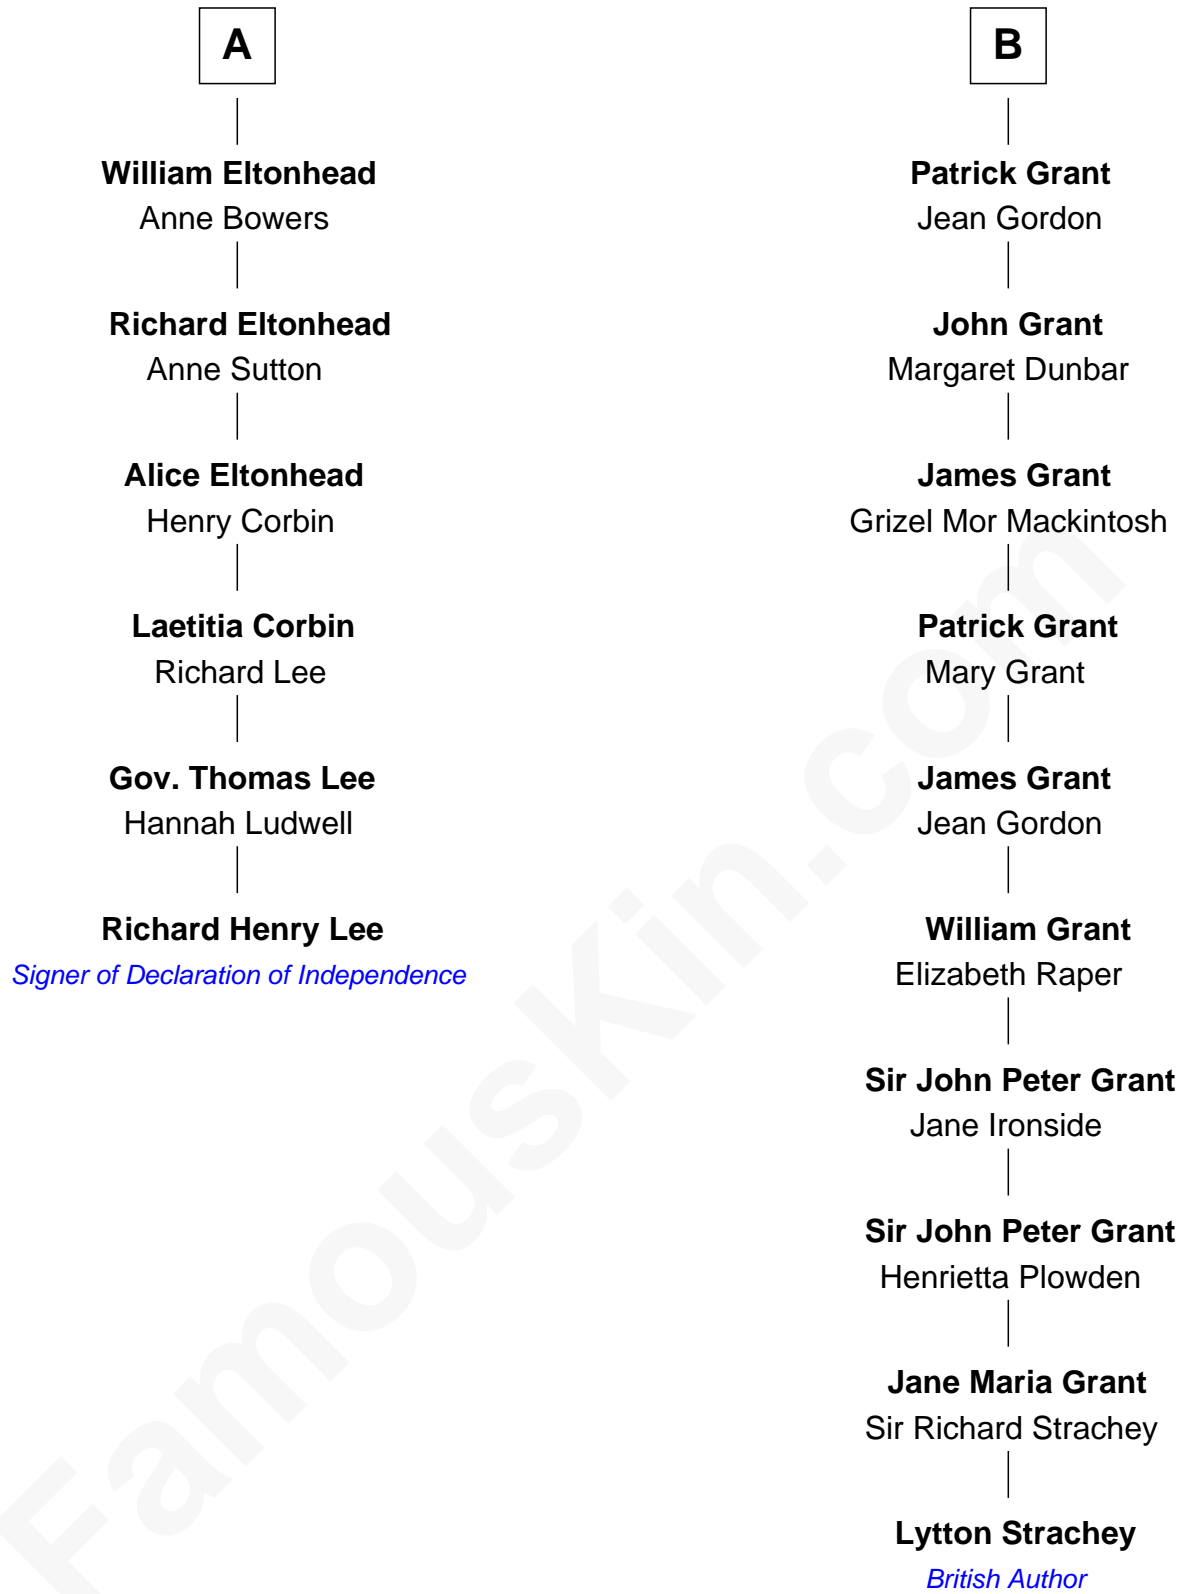 A
William Eltonhead
Anne Bowers
Richard Eltonhead
Anne Sutton
Alice Eltonhead
Henry Corbin
Laetitia Corbin
Richard Lee
Gov. Thomas Lee
Hannah Ludwell
Richard Henry Lee
Signer of Declaration of Independence
B
Patrick Grant
Jean Gordon
John Grant
Margaret Dunbar
James Grant
Grizel Mor Mackintosh
Patrick Grant
Mary Grant
James Grant
Jean Gordon
William Grant
Elizabeth Raper
Sir John Peter Grant
Jane Ironside
Sir John Peter Grant
Henrietta Plowden
Jane Maria Grant
Sir Richard Strachey
Lytton Strachey
British Author
FamousKin.com